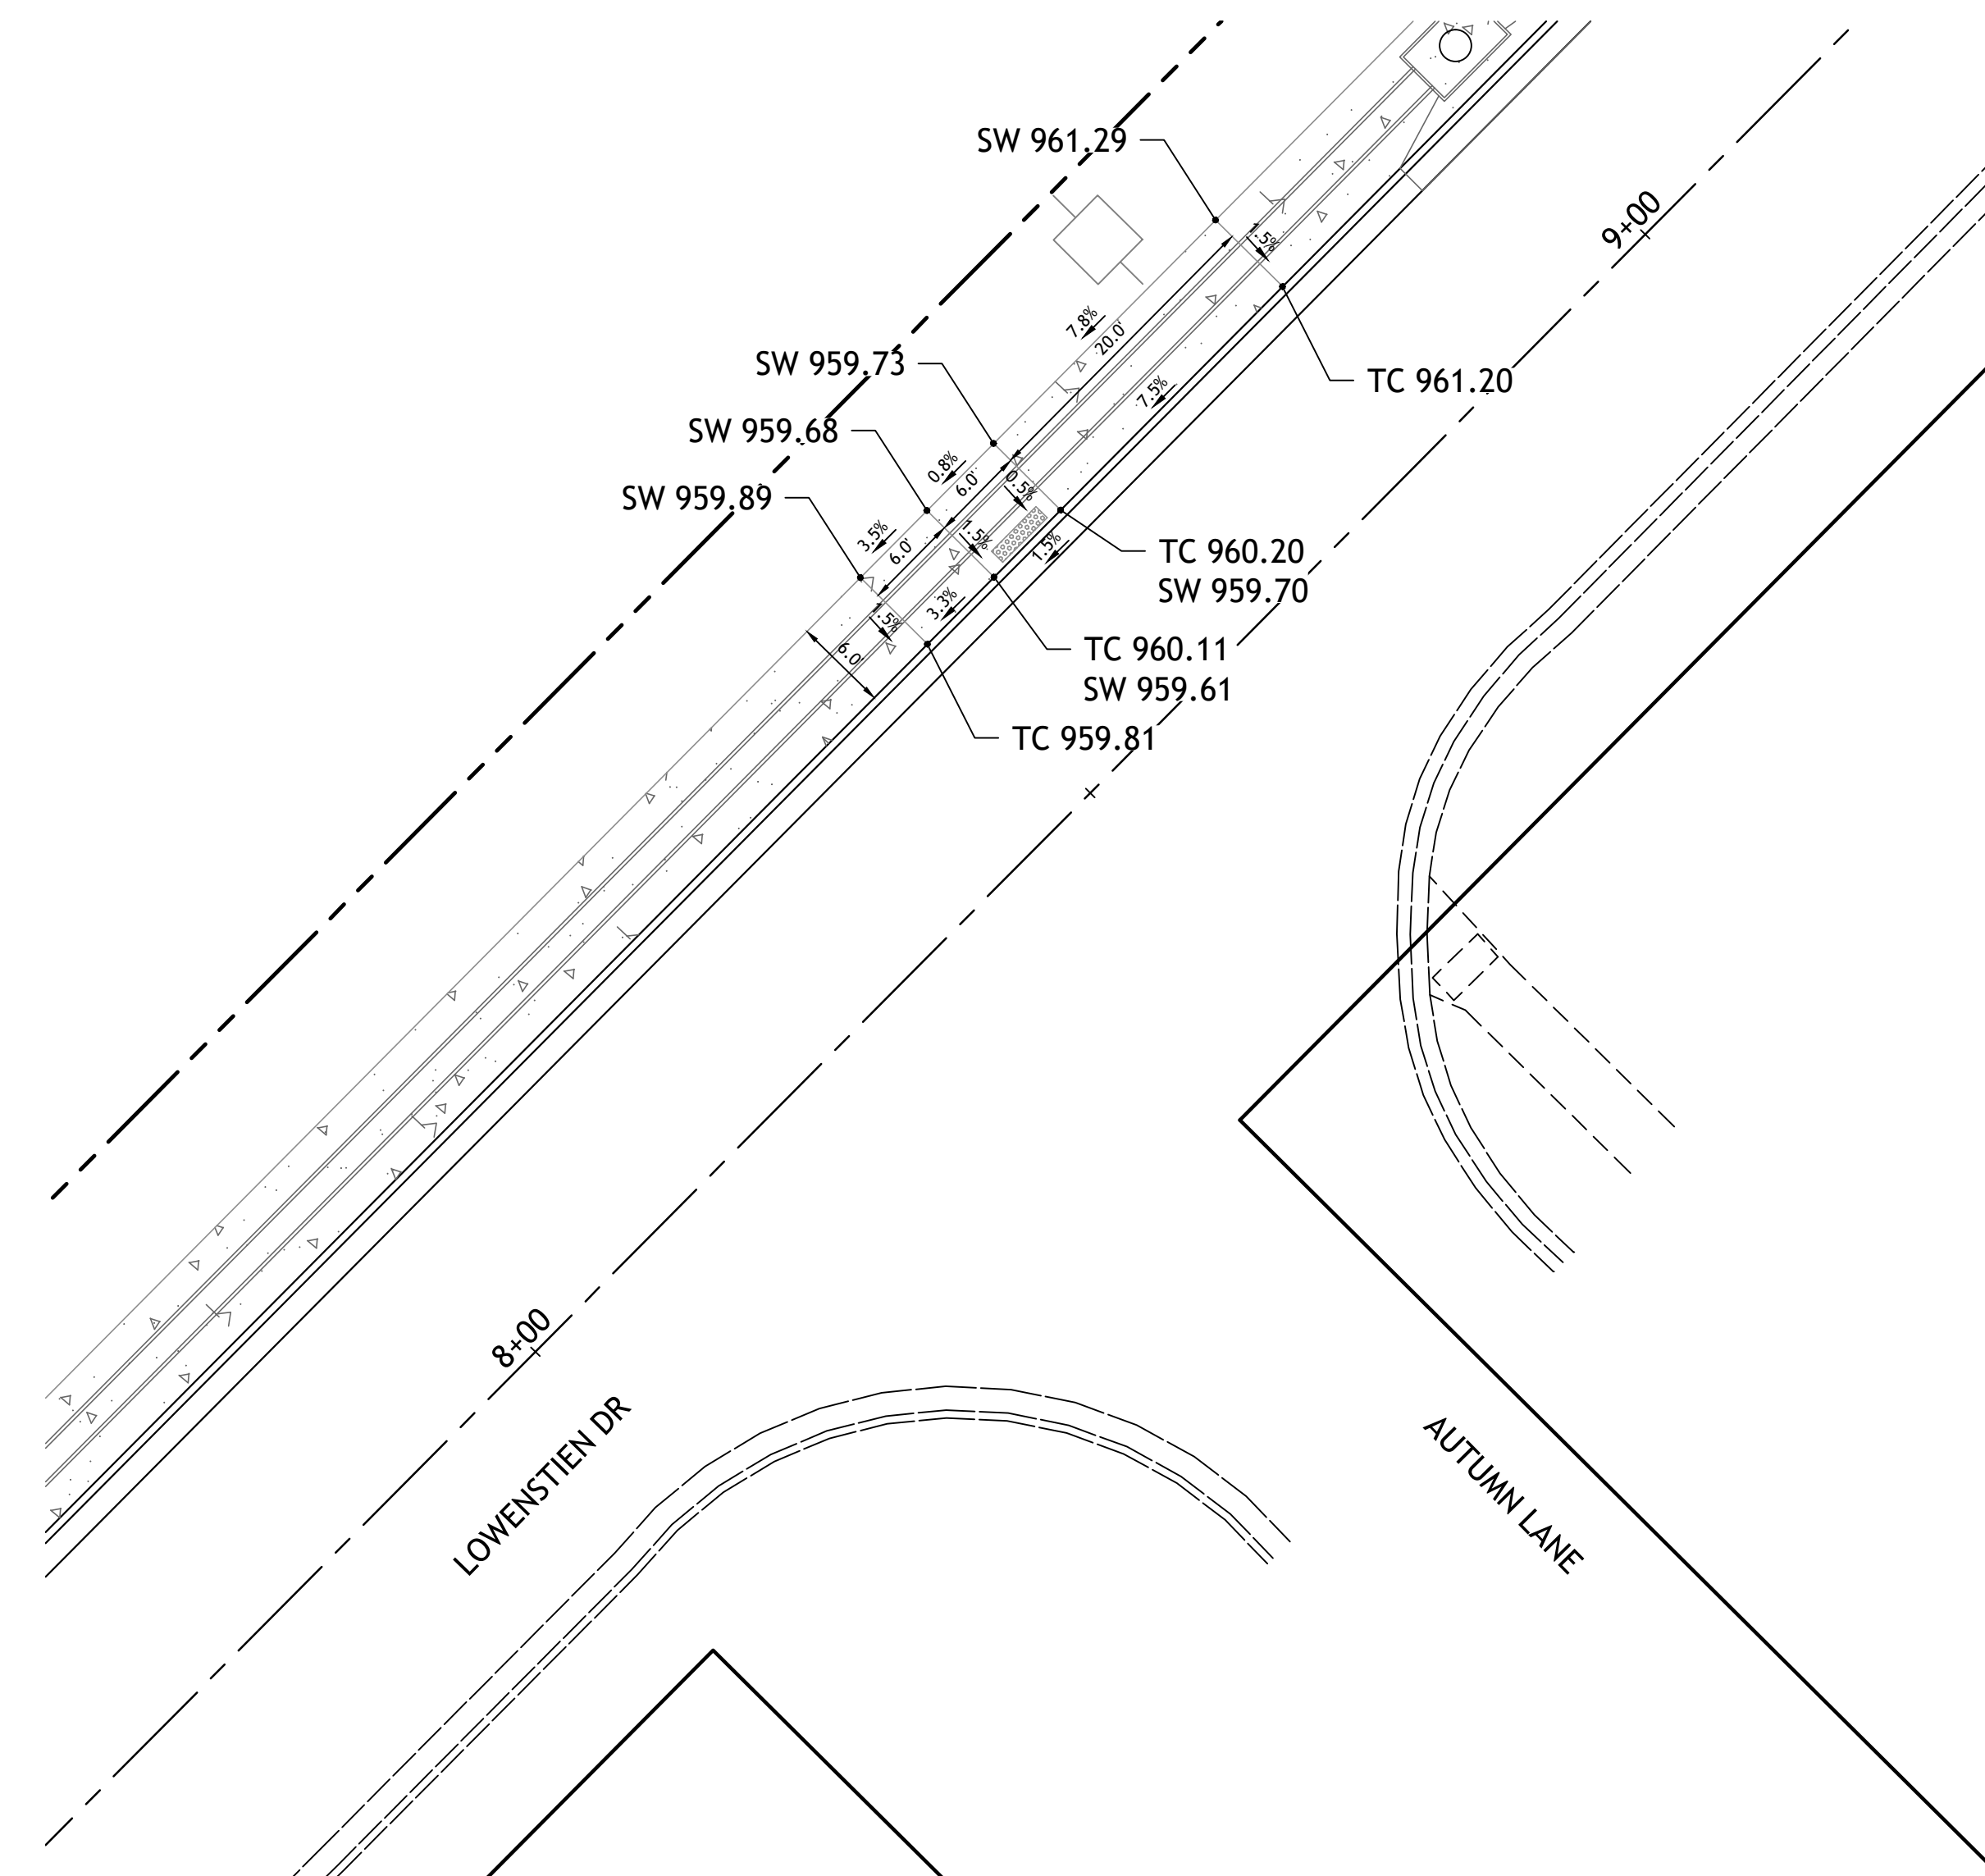 SW 961.29
9+00
1.5%
7.8%
20.0'
SW 959.73
TC 961.20
7.5%
SW 959.68
0.8%
6.0'
0.5%
SW 959.89
3.5%
6.0'
1.5%
1.5%
TC 960.20
SW 959.70
3.3%
1.5%
6.0'
TC 960.11
SW 959.61
TC 959.81
8+00
LOWENSTIEN DR
AUTUMN LANE